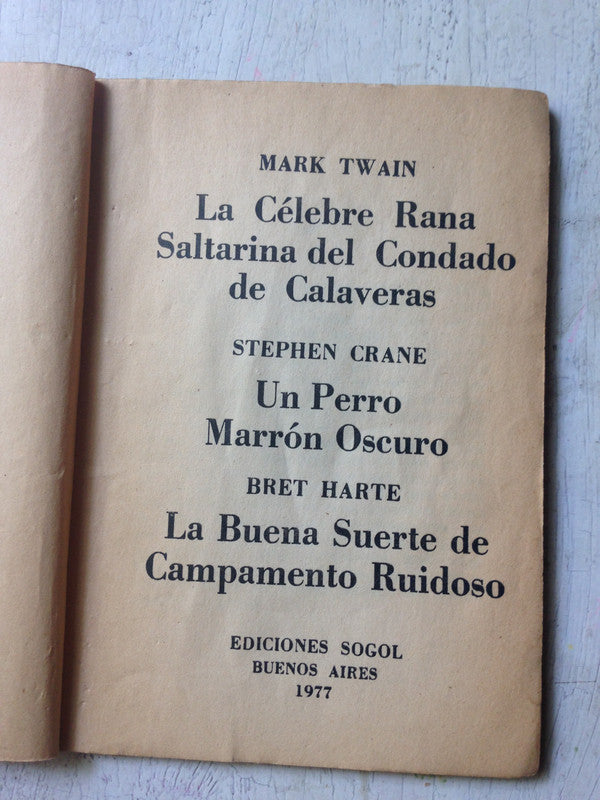 MARK TWAIN
La Célebre Rana
Saltarina del Condado
de Calaveras
STEPHEN CRANE
Un Perro
Marrón Oscuro
BRET HARTE
La Buena Suerte de
Campamento Ruidoso
EDICIONES SOGOL
BUENOS AIRES
1977